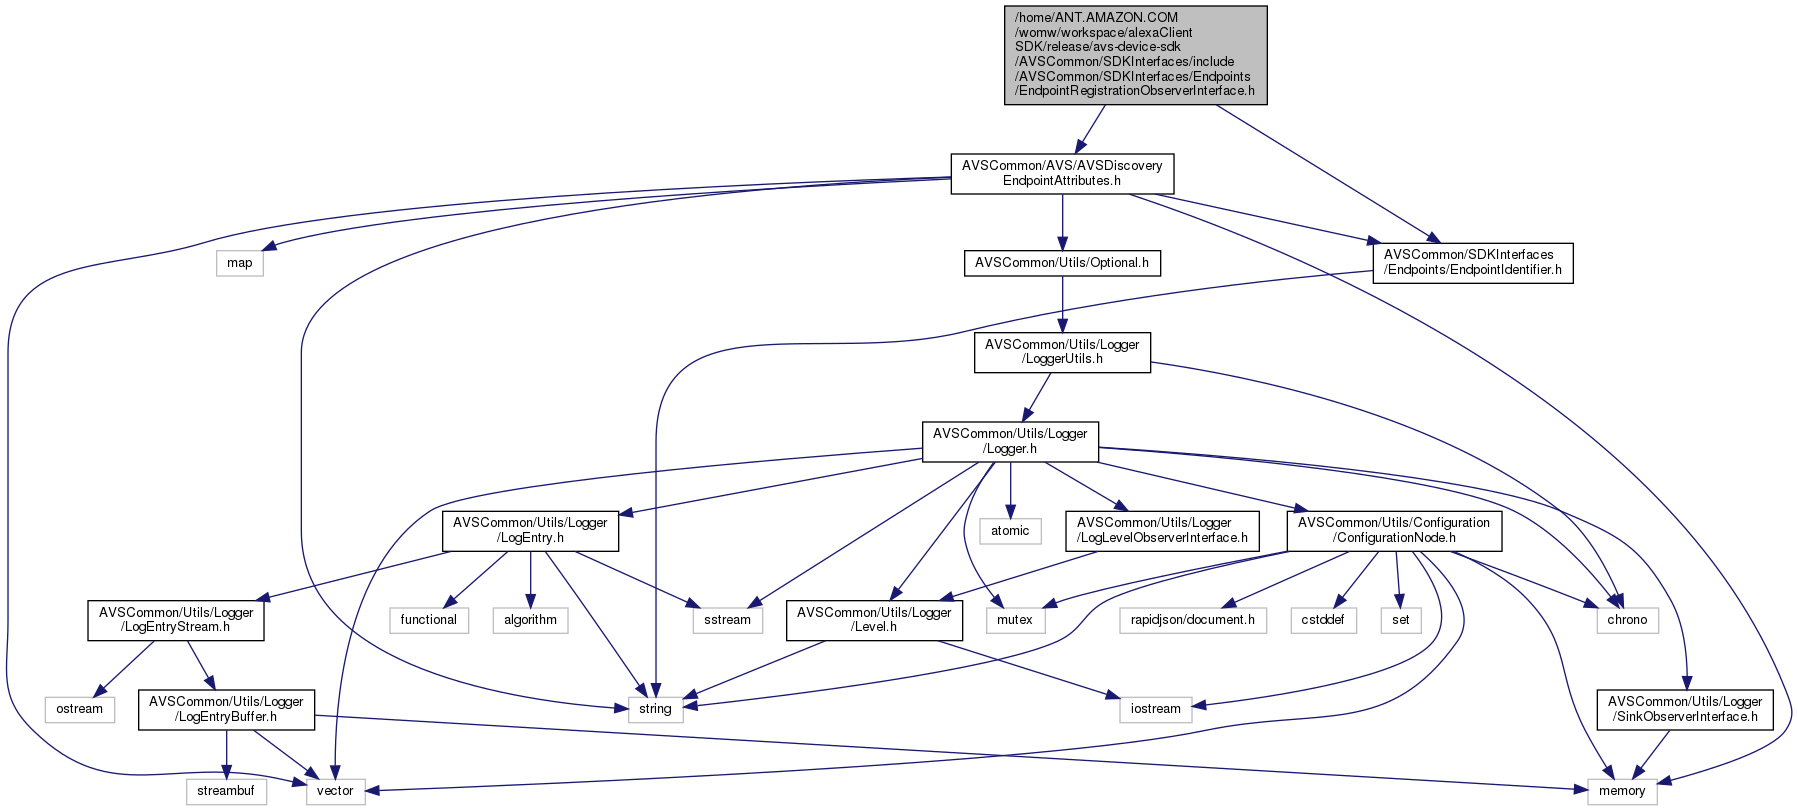 /home/ANT.AMAZON.COM
/womw/workspace/alexaClient
SDK/release/avs-device-sdk
/AVSCommon/SDKInterfaces/include
/AVSCommon/SDKInterfaces/Endpoints
/EndpointRegistrationObserverInterface.h
AVSCommon/AVS/AVSDiscovery
EndpointAttributes.h
map
AVSCommon/Utils/Optional.h
AVSCommon/SDKInterfaces
/Endpoints/EndpointIdentifier.h
AVSCommon/Utils/Logger
/LoggerUtils.h
AVSCommon/Utils/Logger
/Logger.h
AVSCommon/Utils/Logger
/LogEntry.h
atomic
AVSCommon/Utils/Logger
/LogLevelObserverInterface.h
AVSCommon/Utils/Configuration
/ConfigurationNode.h
AVSCommon/Utils/Logger
/LogEntryStream.h
functional
algorithm
sstream
AVSCommon/Utils/Logger
/Level.h
mutex
rapidjson/document.h
cstddef
set
chrono
ostream
AVSCommon/Utils/Logger
/LogEntryBuffer.h
string
iostream
AVSCommon/Utils/Logger
/SinkObserverInterface.h
streambuf
vector
memory